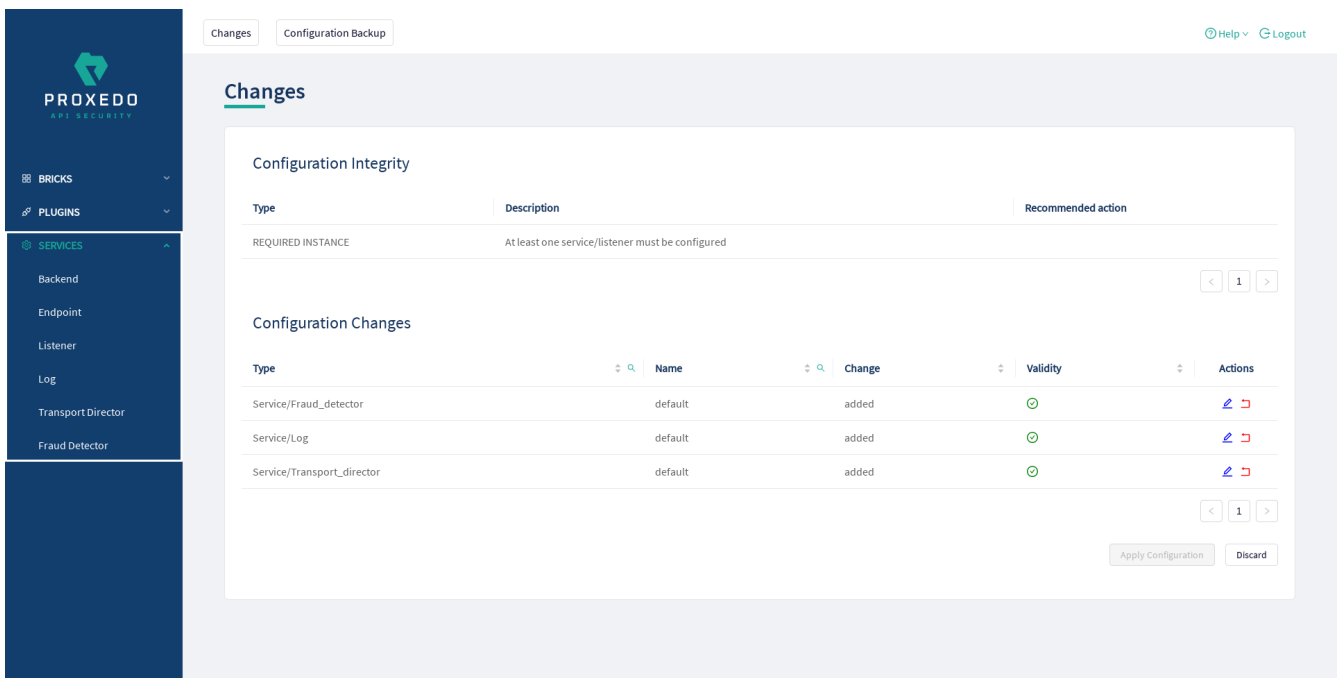 Changes Configuration Backup Help Logout
PROXEDO
API SECURITY
BRICKS
PLUGINS
SERVICES
Backend
Endpoint
Listener
Log
Transport Director
Fraud Detector
Changes
Configuration Integrity
Type Description Recommended action
REQUIRED INSTANCE At least one service/listener must be configured
< 1 >
Configuration Changes
Type Name Change Validity Actions
Service/Fraud_detector default added
Service/Log default added
Service/Transport_director default added
< 1 >
Apply Configuration Discard